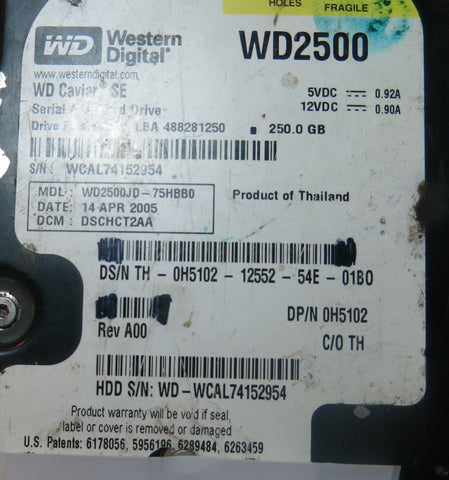 HOLES
FRAGILE
WD Western Digital
WD2500
www.westerndigital.com
WD Caviar SE
5VDC 0.92A
Serial Drive
12VDC 0.90A
Drive LBA 488281250 . 250.0 GB
S/N: WCAL74152954
MDL: WD2500JD-75HBB0
DATE: 14 APR 2005
DCM: DSCHCT2AA
Product of Thailand
DS/N TH - 0H5102 - 12552 - 54E - 01B0
Rev A00
DP/N 0H5102
C/O TH
HDD S/N: WD-WCAL74152954
Product warranty will be void if seal,
label or cover is removed or damaged
U.S. Patents: 6178056, 5956196, 6289484, 6263459